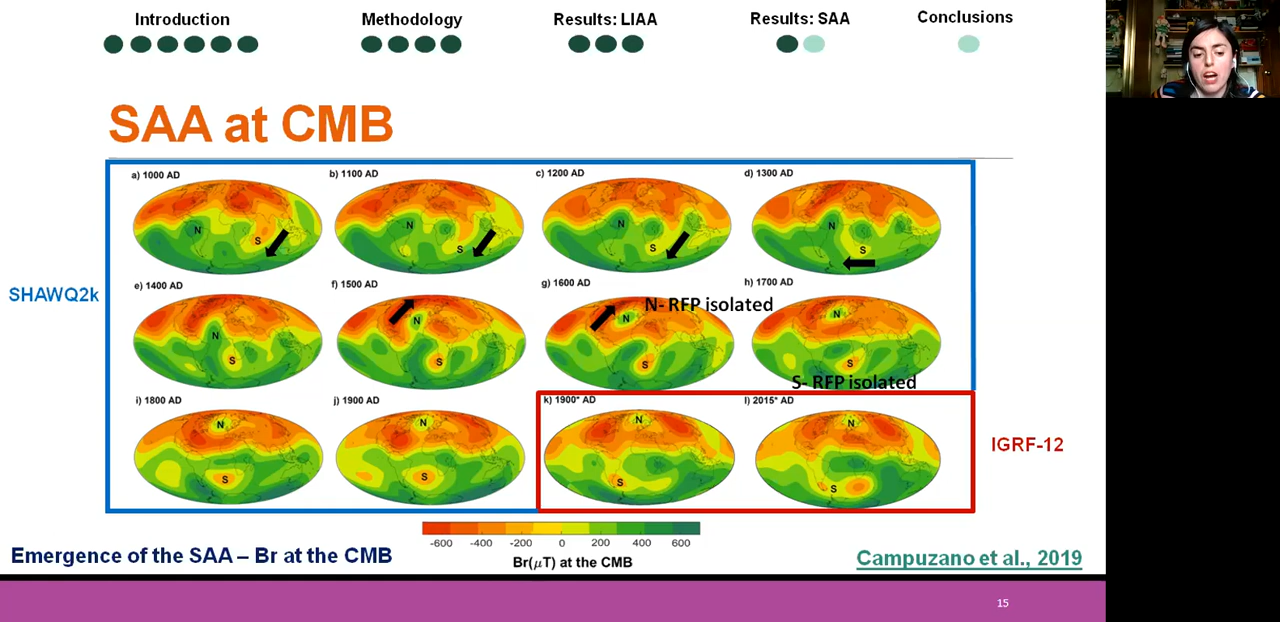 Introduction
Methodology
Results: LIAA
Results: SAA
Conclusions
SAA at CMB
a) 1000 AD
b) 1100 AD
c) 1200 AD
d) 1300 AD
N
S
N
S
N
S
N
S
SHAWQ2k
e) 1400 AD
f) 1500 AD
g) 1600 AD
h) 1700 AD
N- RFP isolated
N
S
N
S
N
S
N
S
S- RFP isolated
i) 1800 AD
j) 1900 AD
k) 1900* AD
l) 2015* AD
N
S
N
S
N
S
N
S
IGRF-12
-600 -400 -200 0 200 400 600
Br(μT) at the CMB
Emergence of the SAA – Br at the CMB
Campuzano et al., 2019
15